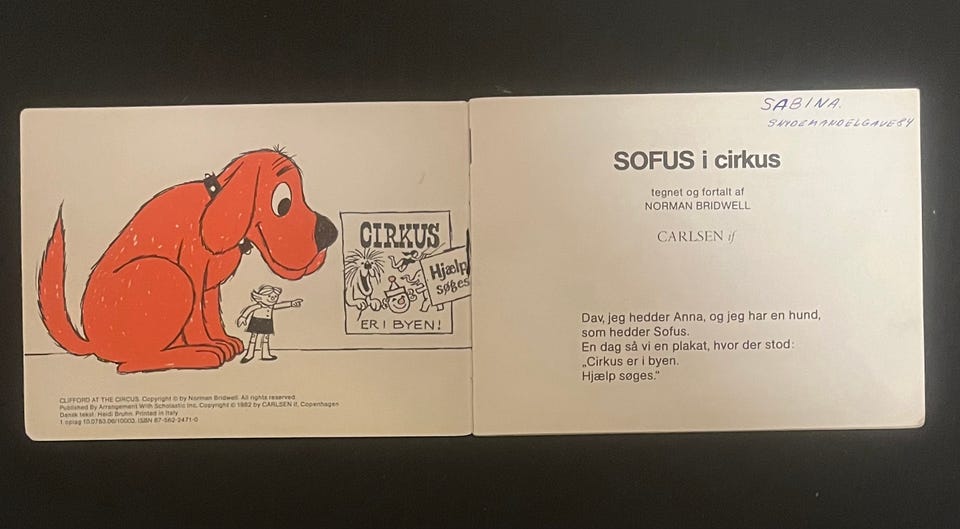 CIRKUS
Hjælp
søges
ER I BYEN!
CLIFFORD AT THE CIRCUS. Copyright © by Norman Bridwell. All rights reserved.
Published By Arrangement With Scholastic Inc. Copyright © 1982 by CARLSEN if, Copenhagen
Dansk tekst: Heidi Bruhn. Printed in Italy
1 oplag 10.0783.06/10003. ISBN 87-562-2471-0
SABINA.
SNYDEMANDELGAVE84
SOFUS i cirkus
tegnet og fortalt af
NORMAN BRIDWELL
CARLSEN if
Dav, jeg hedder Anna, og jeg har en hund,
som hedder Sofus.
En dag så vi en plakat, hvor der stod:
„Cirkus er i byen.
Hjælp søges.“